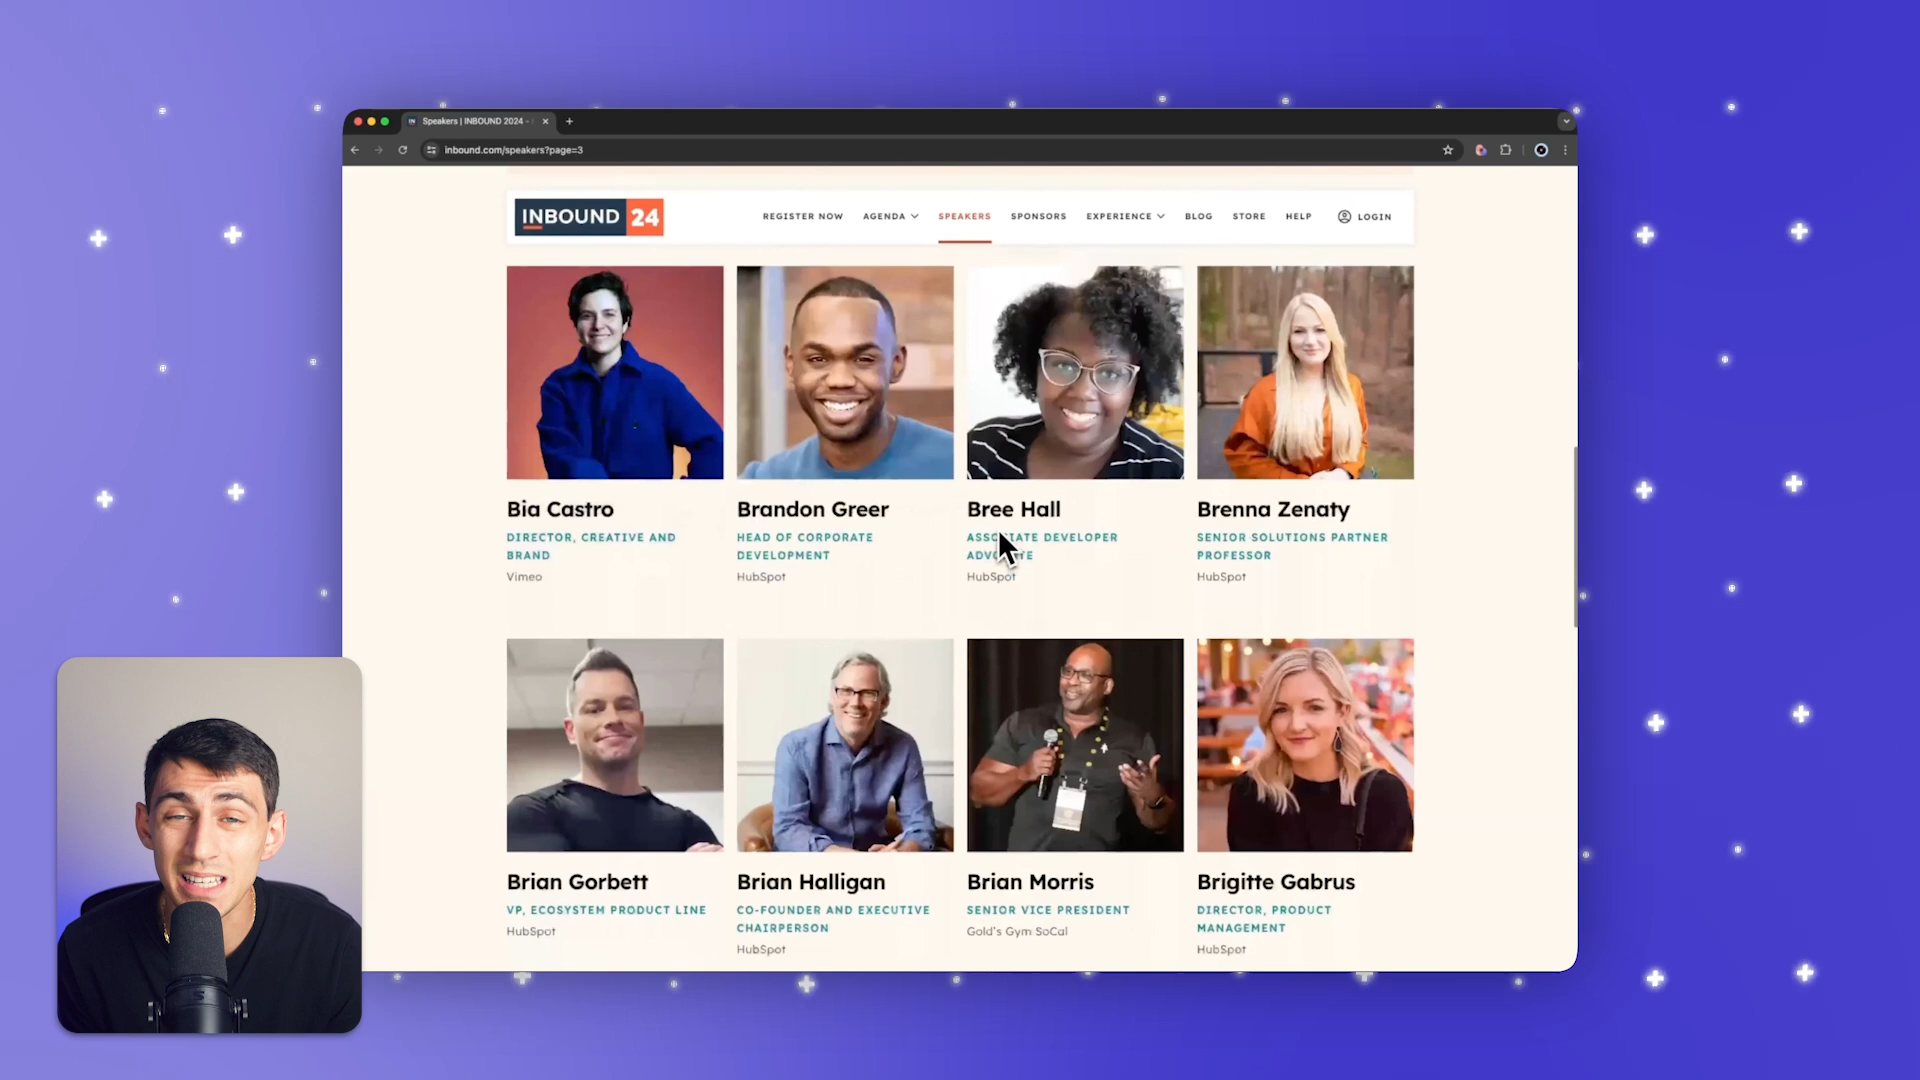 Speakers | INBOUND 2024 -
inbound.com/speakers?page=3
INBOUND 24
REGISTER NOW
AGENDA
SPEAKERS
SPONSORS
EXPERIENCE
BLOG
STORE
HELP
LOGIN
Bia Castro
DIRECTOR, CREATIVE AND
BRAND
Vimeo
Brandon Greer
HEAD OF CORPORATE
DEVELOPMENT
HubSpot
Bree Hall
ASSOCIATE DEVELOPER
ADVOCATE
HubSpot
Brenna Zenaty
SENIOR SOLUTIONS PARTNER
PROFESSOR
HubSpot
Brian Gorbett
VP, ECOSYSTEM PRODUCT LINE
HubSpot
Brian Halligan
CO-FOUNDER AND EXECUTIVE
CHAIRPERSON
HubSpot
Brian Morris
SENIOR VICE PRESIDENT
Gold's Gym SoCal
Brigitte Gabrus
DIRECTOR, PRODUCT
MANAGEMENT
HubSpot